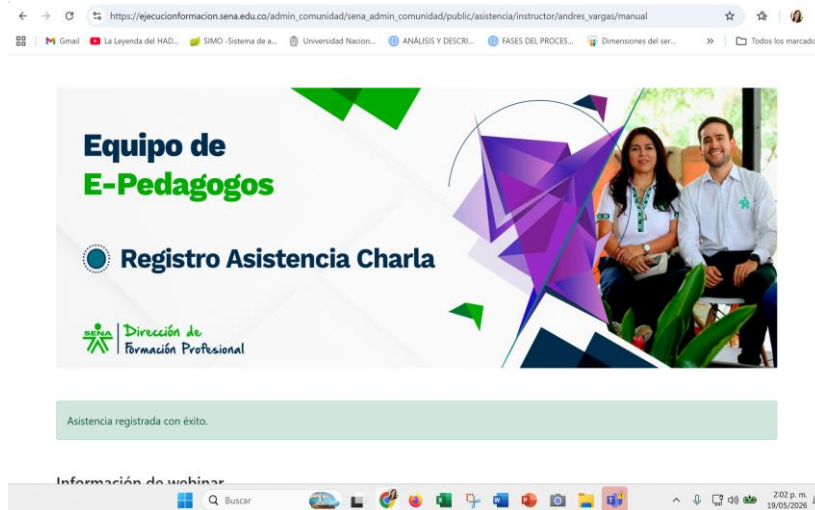 https://ejecucionformacion.sena.edu.co/admin_comunidad/sena_admin_comunidad/public/asistencia/instructor/andres_vargas/manual
Gmail La Leyenda del HAD... SIMO -Sistema de a... Universidad Nacion... ANÁLISIS Y DESCRI... FASES DEL PROCES... Dimensiones del ser... » Todos los marcado
Equipo de
E-Pedagogos
Registro Asistencia Charla
SENA
Dirección de
Formación Profesional
Asistencia registrada con éxito.
Información de webinar
Buscar
2:02 p. m.
19/05/2026